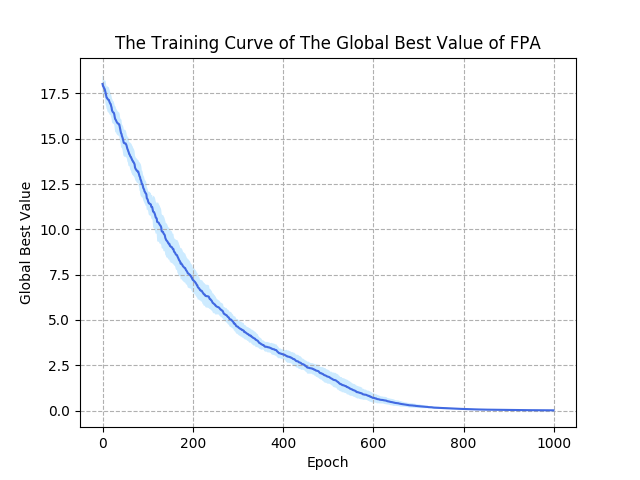 The Training Curve of The Global Best Value of FPA
Global Best Value
17.5
15.0
12.5
10.0
7.5
5.0
2.5
0.0
0 200 400 600 800 1000
Epoch